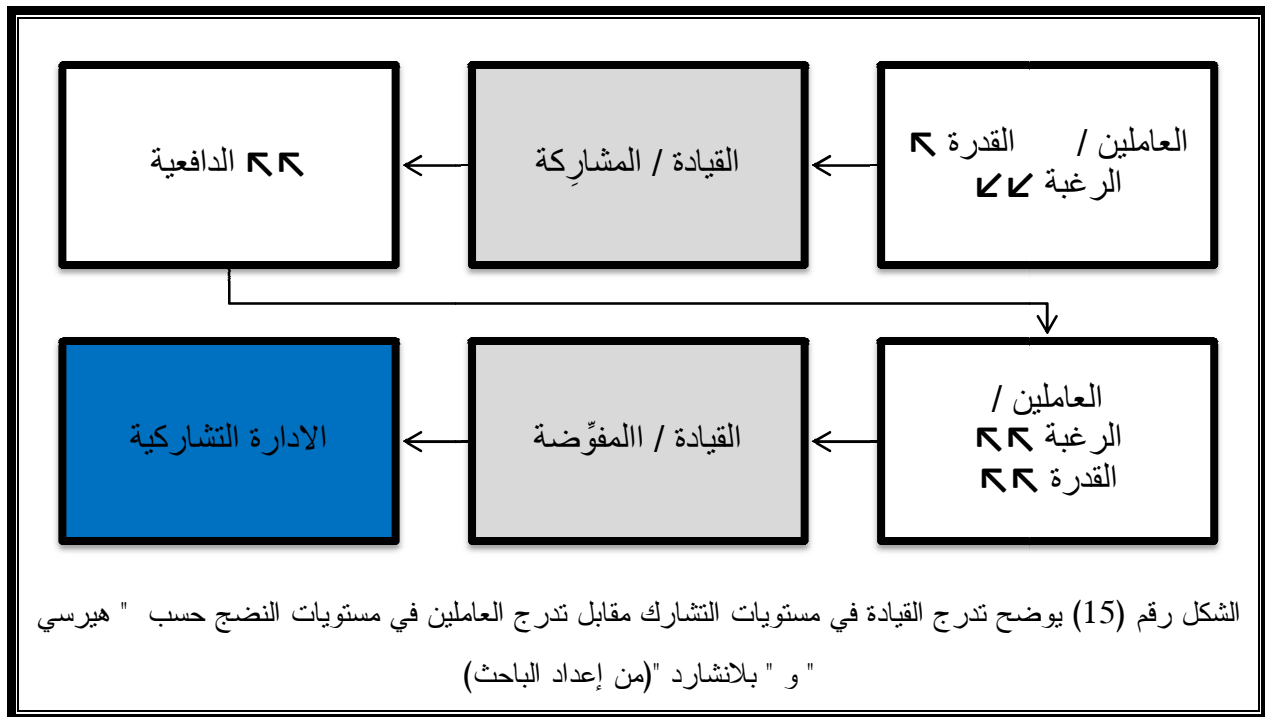 العاملين / القدرة ↖
الرغبة ↙↙
القيادة / المشارِكة
↖↖ الدافعية
العاملين /
الرغبة ↖↖
القدرة ↖↖
القيادة / االمفوِّضة
الادارة التشاركية
الشكل رقم (15) يوضح تدرج القيادة في مستويات التشارك مقابل تدرج العاملين في مستويات النضج حسب " هيرسي
" و " بلانشارد "(من إعداد الباحث)